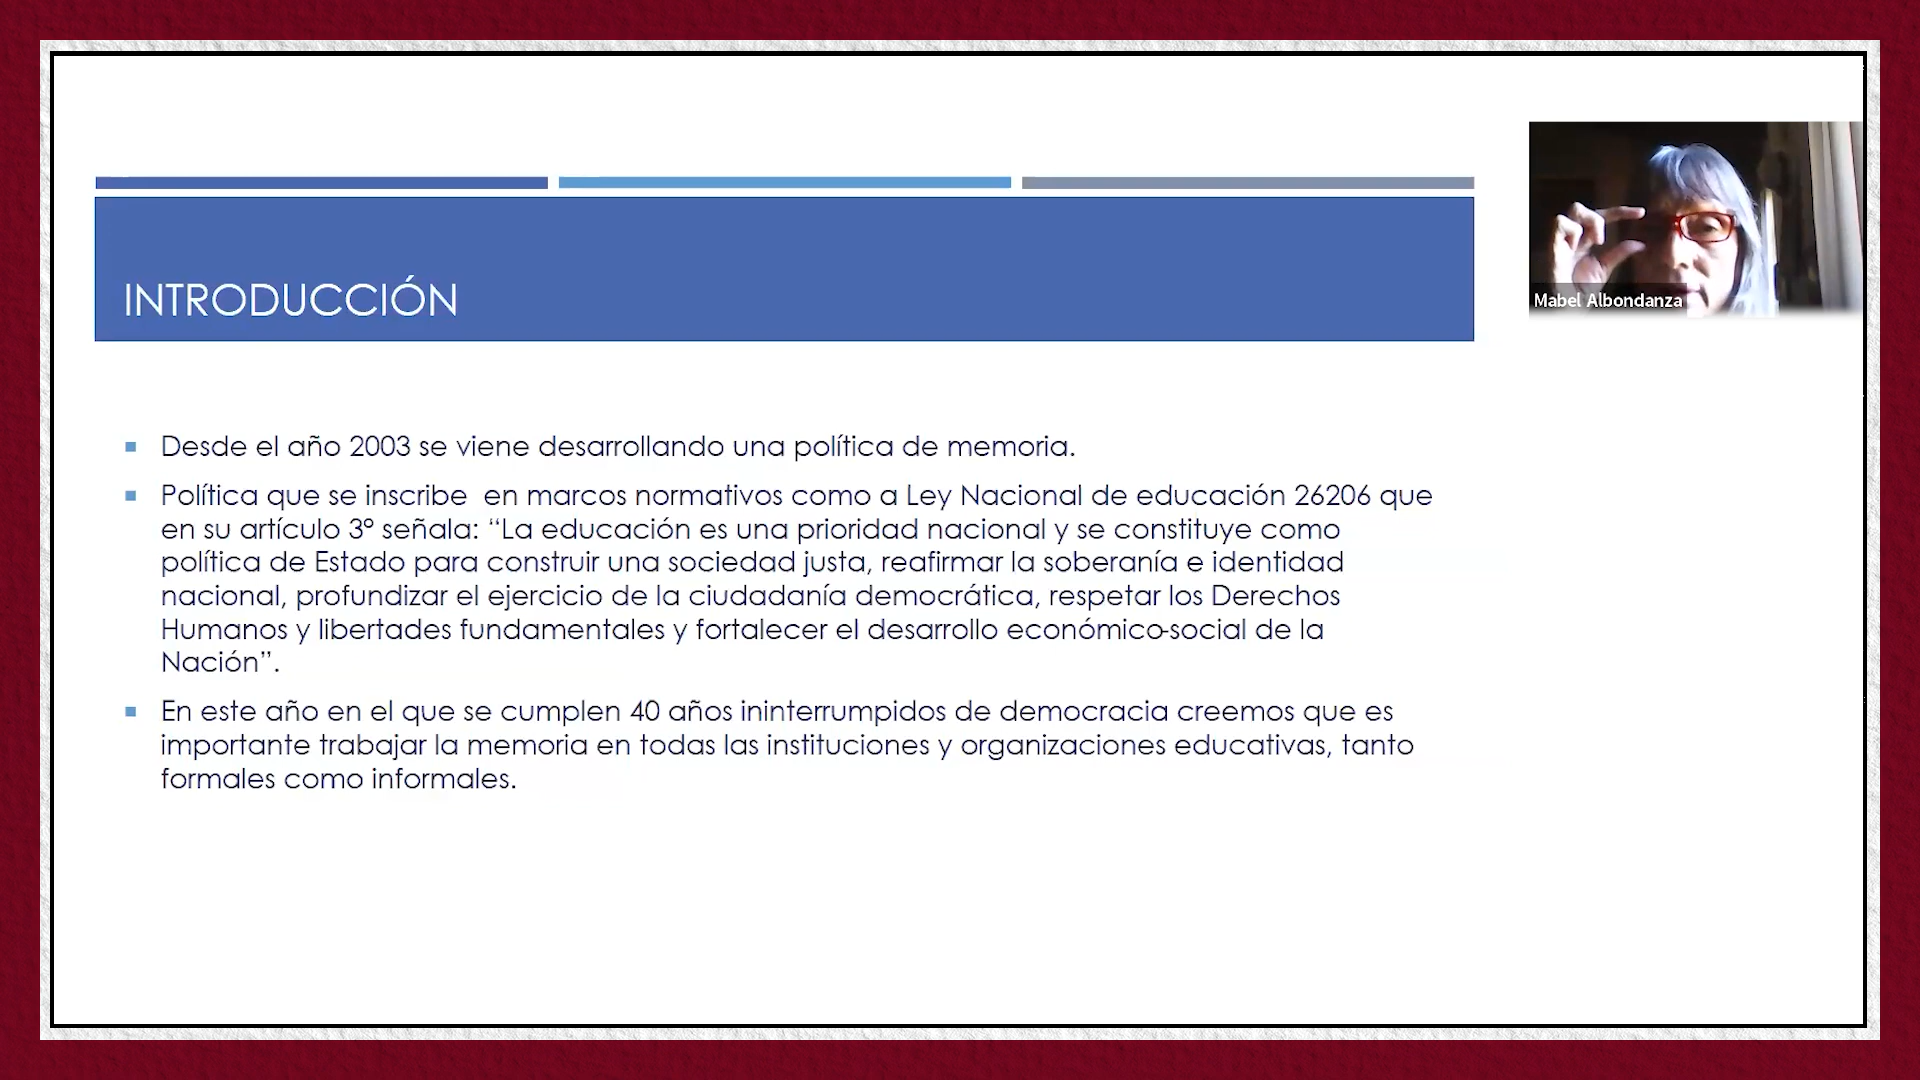 INTRODUCCIÓN
Mabel Albondanza
Desde el año 2003 se viene desarrollando una política de memoria.
Política que se inscribe en marcos normativos como a Ley Nacional de educación 26206 que
en su artículo 3° señala: “La educación es una prioridad nacional y se constituye como
política de Estado para construir una sociedad justa, reafirmar la soberanía e identidad
nacional, profundizar el ejercicio de la ciudadanía democrática, respetar los Derechos
Humanos y libertades fundamentales y fortalecer el desarrollo económico-social de la
Nación”.
En este año en el que se cumplen 40 años ininterrumpidos de democracia creemos que es
importante trabajar la memoria en todas las instituciones y organizaciones educativas, tanto
formales como informales.